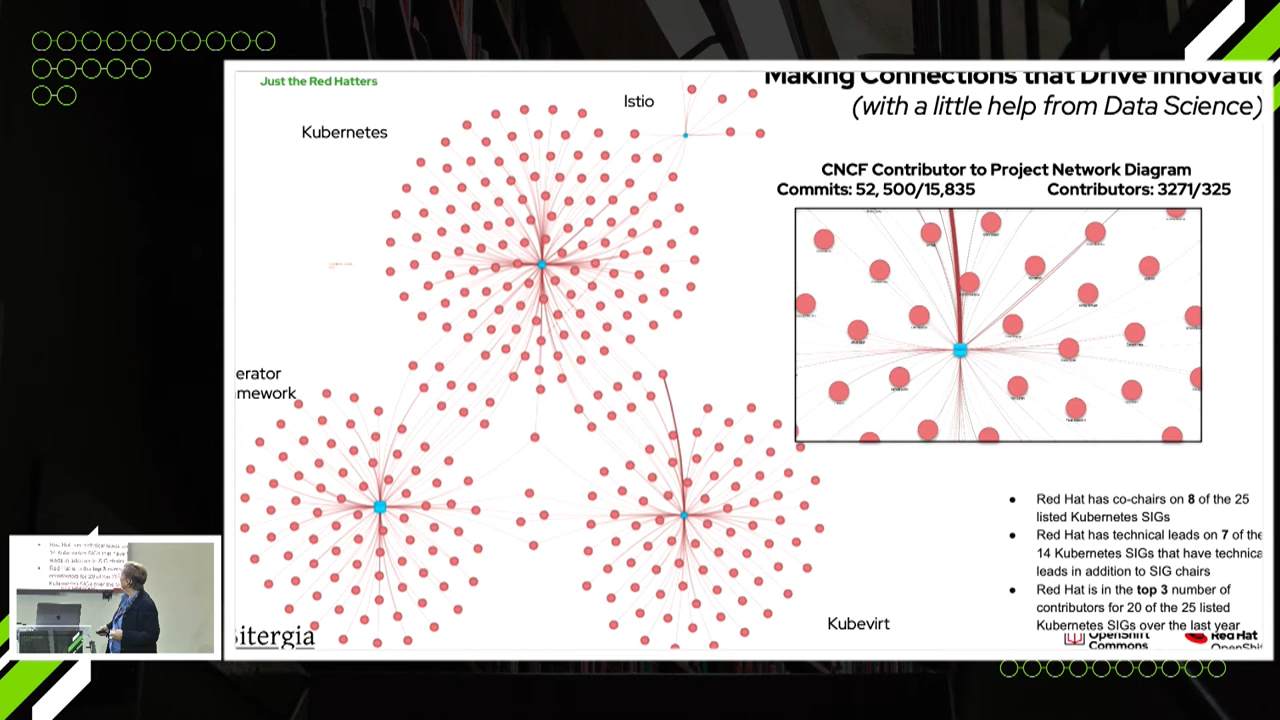 Just the Red Hatters
Making Connections that Drive Innovatic
(with a little help from Data Science)
Istio
Kubernetes
CNCF Contributor to Project Network Diagram
Commits: 52, 500/15,835 Contributors: 3271/325
erator
mework
Red Hat has co-chairs on 8 of the 25
listed Kubernetes SIGs
Red Hat has technical leads on 7 of the
14 Kubernetes SIGs that have technica
leads in addition to SIG chairs
Red Hat is in the top 3 number of
contributors for 20 of the 25 listed
Kubernetes SIGs over the last year
Kubevirt
itergia
OpenShift
Commons
Red Hat
OpenShi